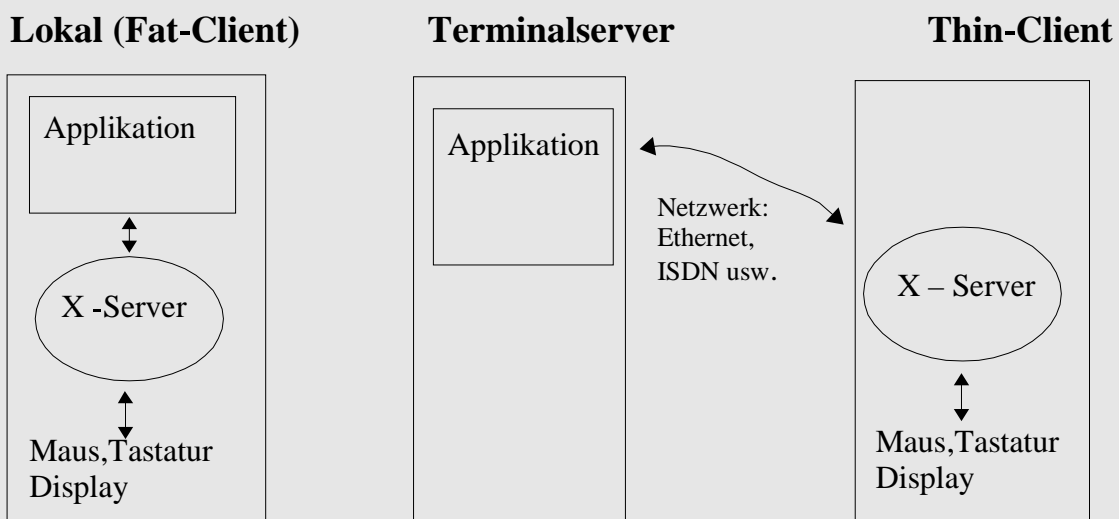 Lokal (Fat-Client)
Terminalserver
Thin-Client
Applikation
X -Server
Maus,Tastatur
Display
Applikation
Netzwerk:
Ethernet,
ISDN usw.
X – Server
Maus,Tastatur
Display